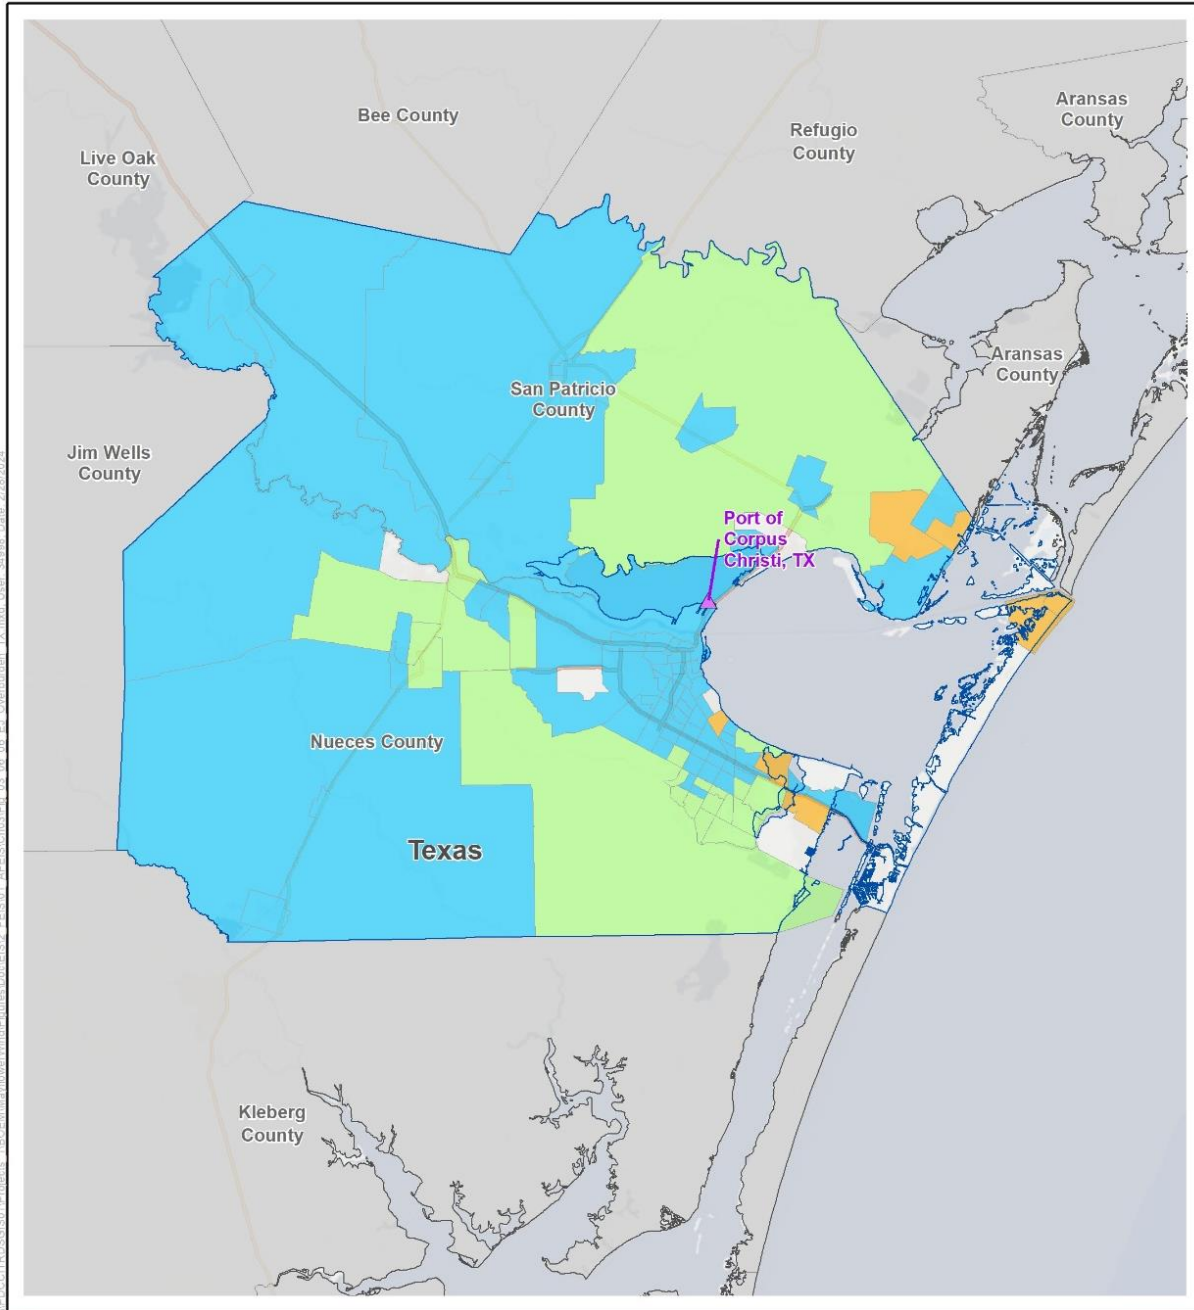 Bee County
Aransas
County
Refugio
County
Live Oak
County
Aransas
County
San Patricio
County
Jim Wells
County
Port of
Corpus
Christi, TX
Nueces County
Texas
Kleberg
County